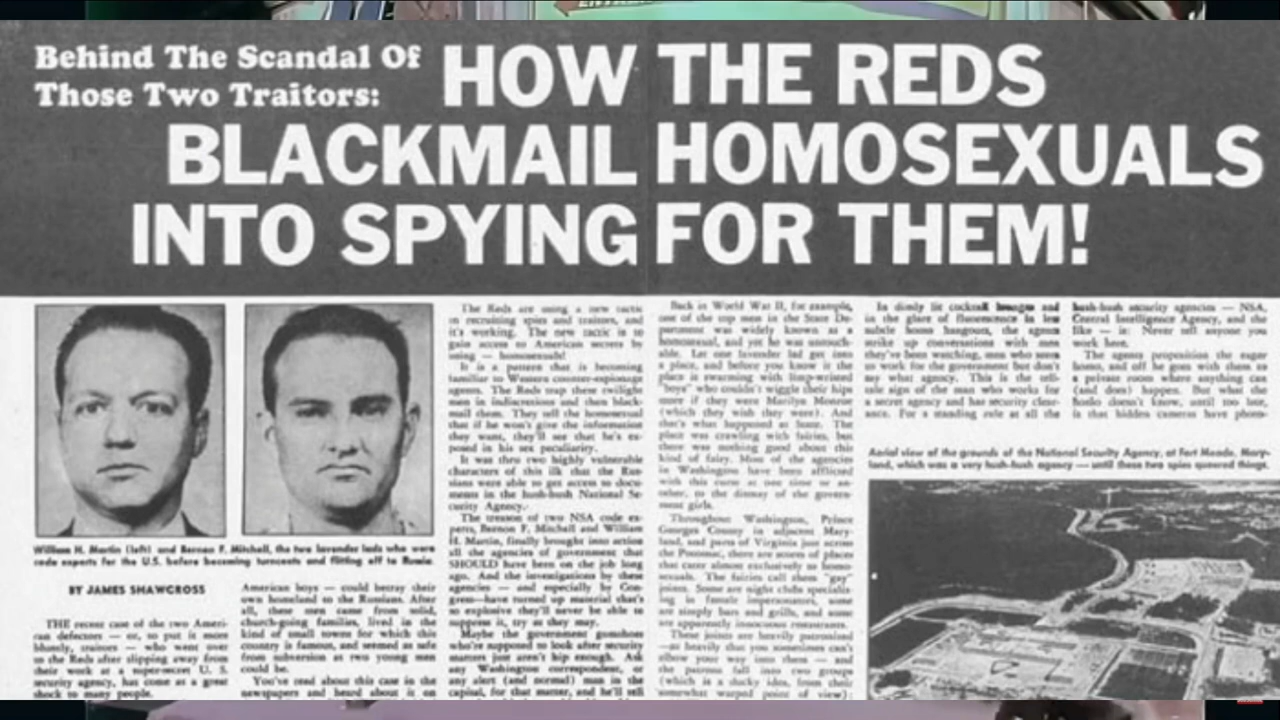 Behind The Scandal Of
Those Two Traitors:
HOW THE REDS
BLACKMAIL HOMOSEXUALS
INTO SPYING FOR THEM!
William H. Martin (left) and Bernon F. Mitchell, the two lavender lads who were
code experts for the U.S. before becoming turncoats and flitting off to Russia.
BY JAMES SHAWCROSS
THE recent case of the two Ameri-
can defectors — or, to put it more
bluntly, traitors — who went over
to the Reds after slipping away from
their work at a super-secret U. S.
security agency, has come as a great
shock to many people.
American boys — could betray their
own homeland to the Russians. After
all, these men came from solid,
church-going families, lived in the
kind of small towns for which this
country is famous, and seemed as safe
from subversion as two young men
could be.
You've read about this case in the
newspapers and heard about it on
The Reds are using a new tactic
in recruiting spies and traitors, and
it's working. The new tactic is to
gain access to American secrets by
using — homosexuals!
It is a pattern that is becoming
familiar to Western counter-espionage
agents. The Reds trap these twilight
men in indiscretions and then black-
mail them. They tell the homosexual
that if he won't give the information
they want, they'll see that he's ex-
posed in his sex peculiarity.
It was thru two highly vulnerable
characters of this ilk that the Rus-
sians were able to get access to docu-
ments in the hush-hush National Se-
curity Agency.
The treason of two NSA code ex-
perts, Bernon F. Mitchell and William
H. Martin, finally brought into action
all the agencies of government that
SHOULD have been on the job long
ago. And the investigations by these
agencies — and especially by Con-
gress—have turned up material that's
so explosive they'll never be able to
suppress it, try as they may.
Maybe the government gumshoes
who're supposed to look after security
matters just aren't hip enough. Ask
any Washington correspondent, or
any alert (and normal) man in the
capital, for that matter, and he'll tell
Back in World War II, for example,
one of the top men in the State De-
partment was widely known as a
homosexual, and yet he was untouch-
able. Let one lavender lad get into
a place, and before you know it the
place is swarming with limp-wristed
"boys" who couldn't wiggle their hips
more if they were Marilyn Monroe
(which they wish they were). And
that's what happened at State. The
place was crawling with fairies, but
there was nothing good about this
kind of fairy. Most of the agencies
in Washington have been afflicted
with this curse at one time or an-
other, to the dismay of the govern-
ment girls.
Throughout Washington, Prince
Georges County in adjacent Mary-
land, and parts of Virginia just across
the Potomac, there are scores of places
that cater almost exclusively to homo-
sexuals. The fairies call them "gay"
joints. Some are night clubs specializ-
ing in female impersonators, some
are simply bars and grills, and some
are apparently innocuous restaurants.
These joints are heavily patronized
—as heavily that you sometimes can't
elbow your way into them — and
the patrons fall into two groups
(which is a ducky idea, from their
somewhat warped point of view):
In dimly lit cocktail lounges and
in the glare of fluorescence in less
subtle homo hangouts, the agents
strike up conversations with men
they've been watching, men who seem
to work for the government but don't
say what agency. This is the tell-
tale sign of the man who works for
a secret agency and has security clear-
ance. For a standing rule at all the
hush-hush security agencies — NSA,
Central Intelligence Agency, and the
like — is: Never tell anyone you
work here.
The agents proposition the eager
homo, and off he goes with them to
a private room where anything can
(and does) happen. But what the
homo doesn't know, until too late,
is that hidden cameras have photo-
Aerial view of the grounds of the National Security Agency, at Fort Meade, Mary-
land, which was a very hush-hush agency — until these two spies queered things.